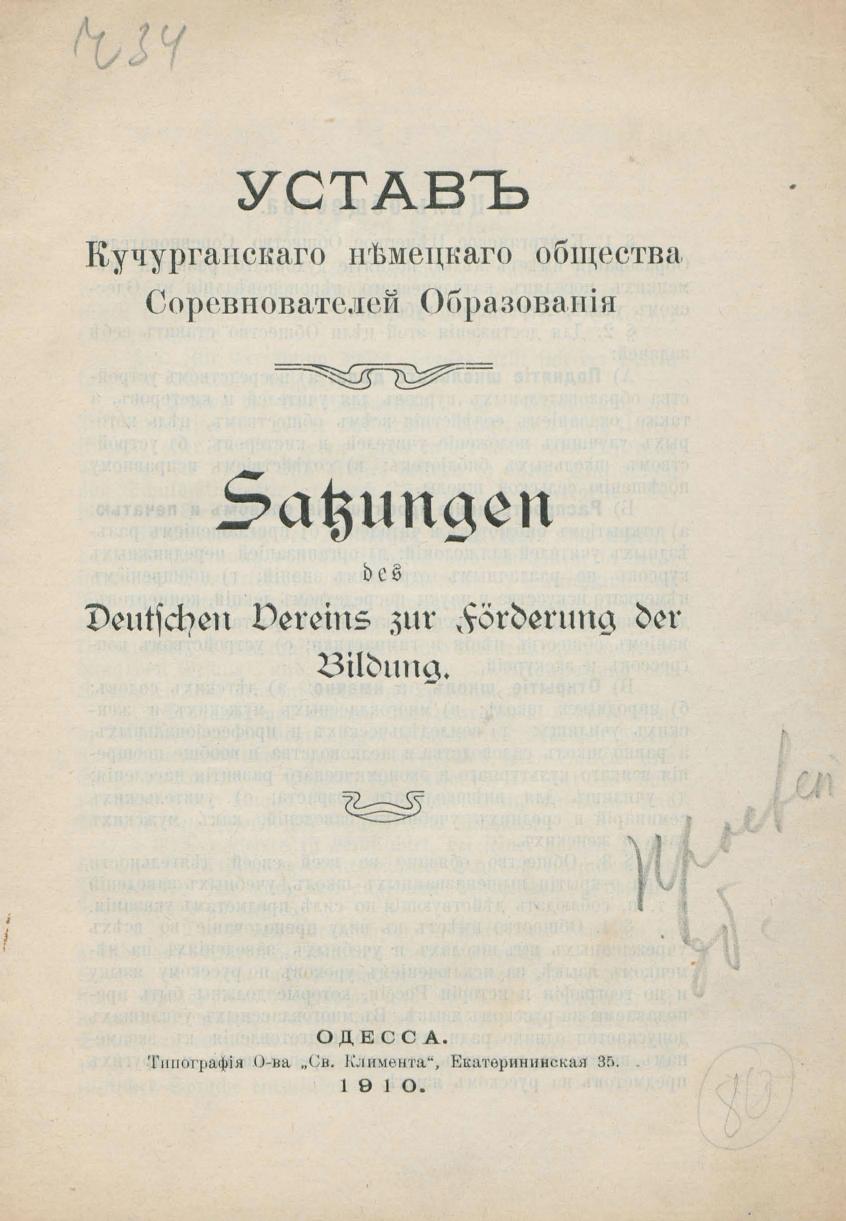 34
УСТАВЪ
Кучурганскаго нѣмецкаго общества
Соревнователей Образованія
Satzungen
des
Deutschen Vereins zur Förderung der
Bildung.
ОДЕССА.
Типографія О-ва „Св. Климента“, Екатерининская 35.
1910.